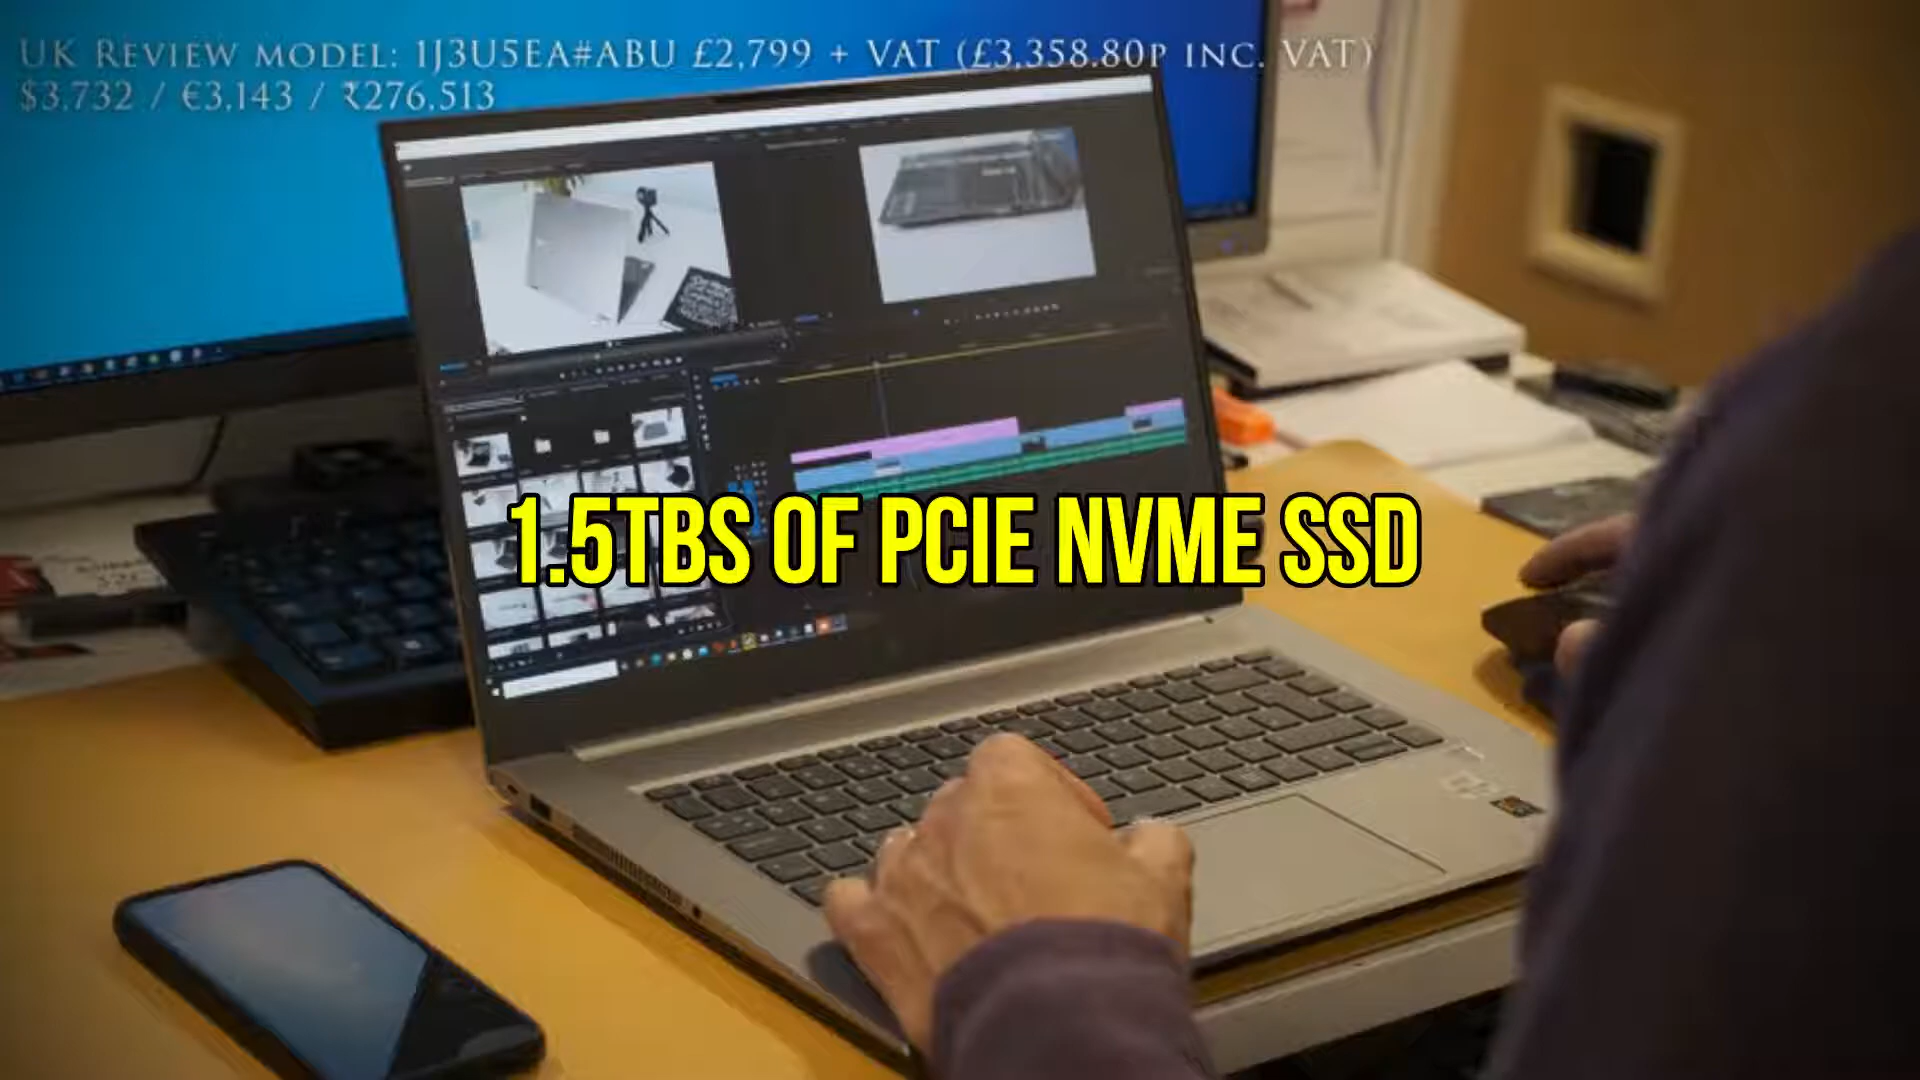 UK REVIEW MODEL: 1J3U5EA#ABU £2,799 + VAT (£3,358.80P INC. VAT)
$3,732 / €3,143 / ₹276,513
1.5TBS OF PCIE NVME SSD